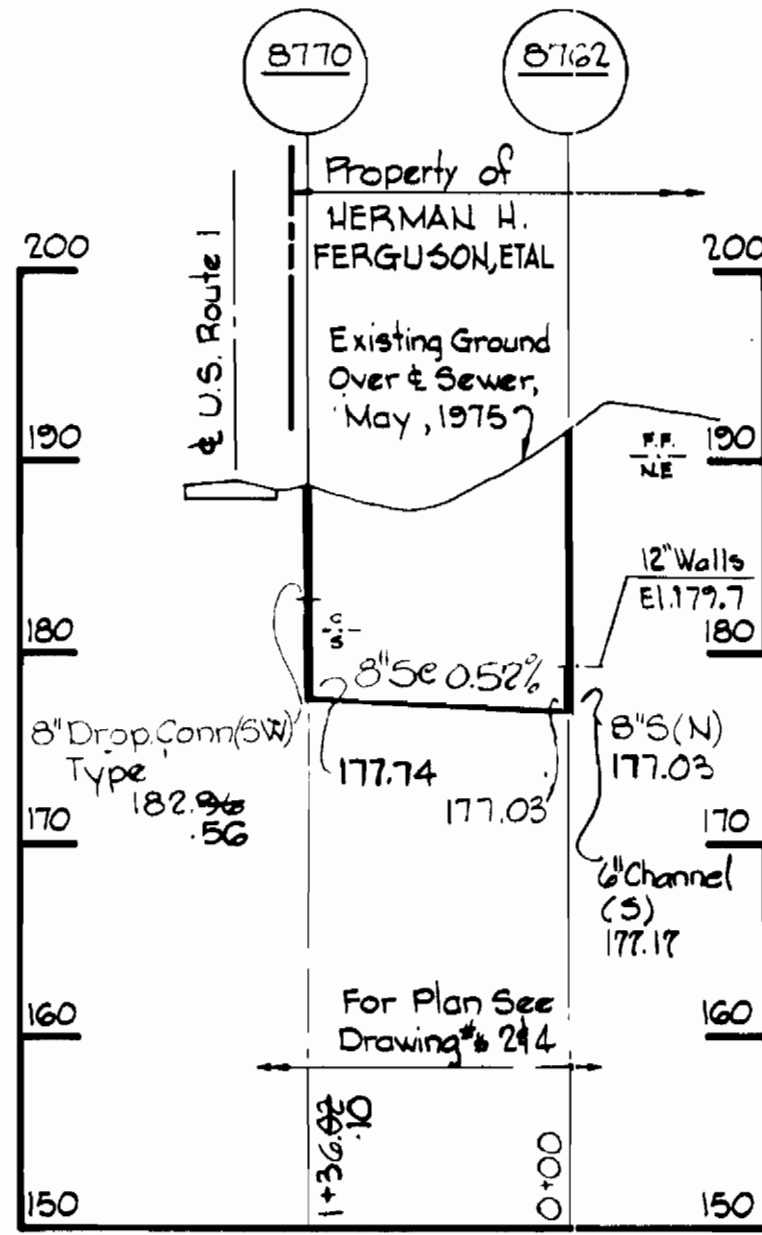 8770
8762
Property of
HERMAN H.
FERGUSON, ETAL
℄ U.S. Route 1
200
200
Existing Ground
Over ℄ Sewer,
May, 1975
190
F.F.
N.E
190
12" Walls
El. 179.7
180
C
S
180
8"S@ 0.52%
8" Drop Conn (SW)
Type
182.96
.56
177.74
177.03
8"S (N)
177.03
170
170
6" Channel
(S)
177.17
For Plan See
Drawing #s 2&4
160
160
1+36.02
.10
0+00
150
150